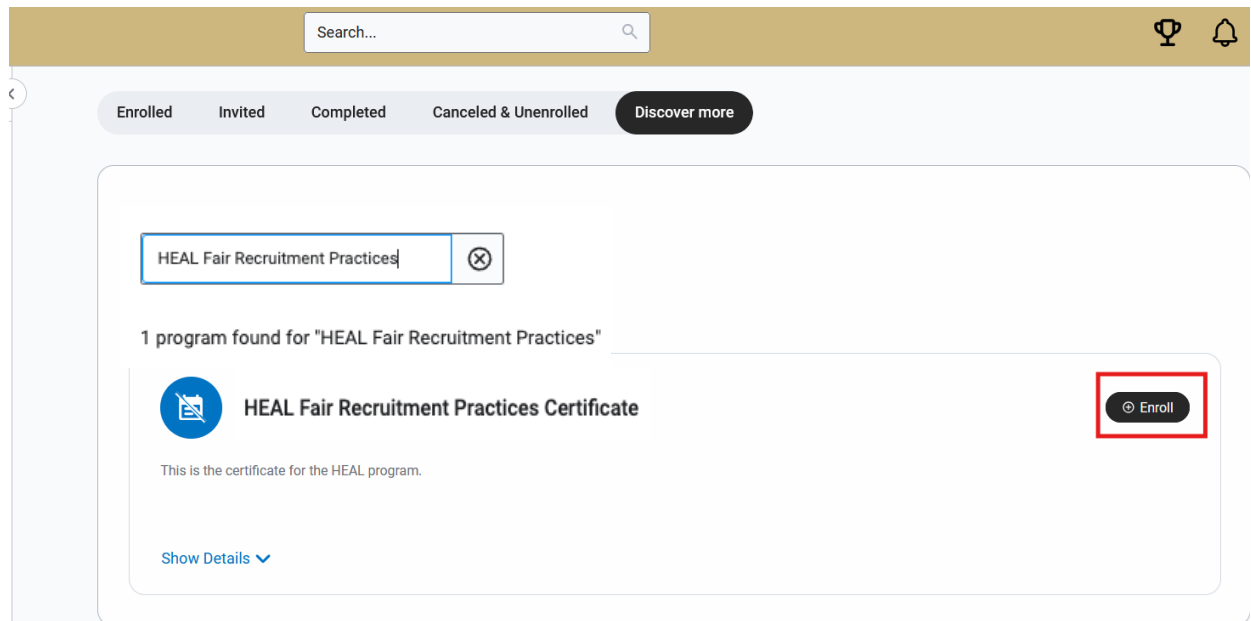 Search...
Enrolled Invited Completed Canceled & Unenrolled Discover more
HEAL Fair Recruitment Practices
1 program found for "HEAL Fair Recruitment Practices"
HEAL Fair Recruitment Practices Certificate
Enroll
This is the certificate for the HEAL program.
Show Details